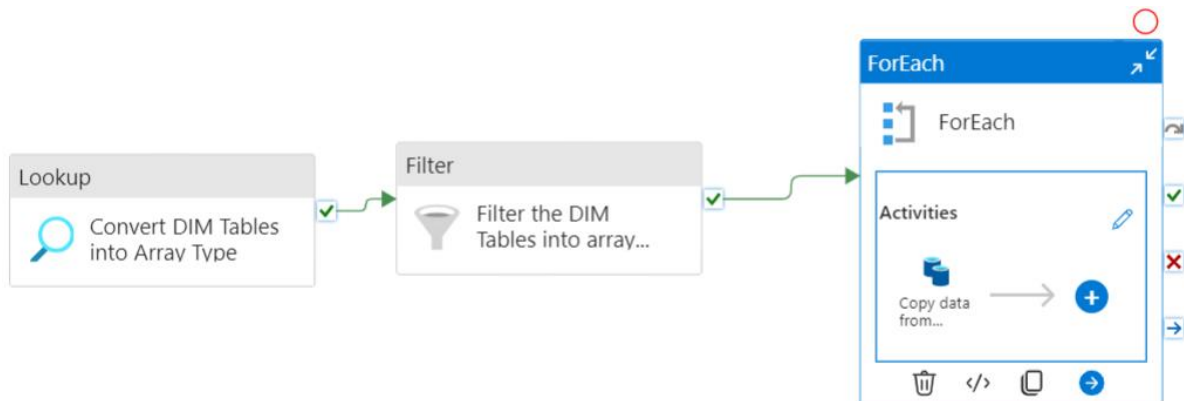 Lookup
Convert DIM Tables
into Array Type
Filter
Filter the DIM
Tables into array...
ForEach
ForEach
Activities
Copy data
from...